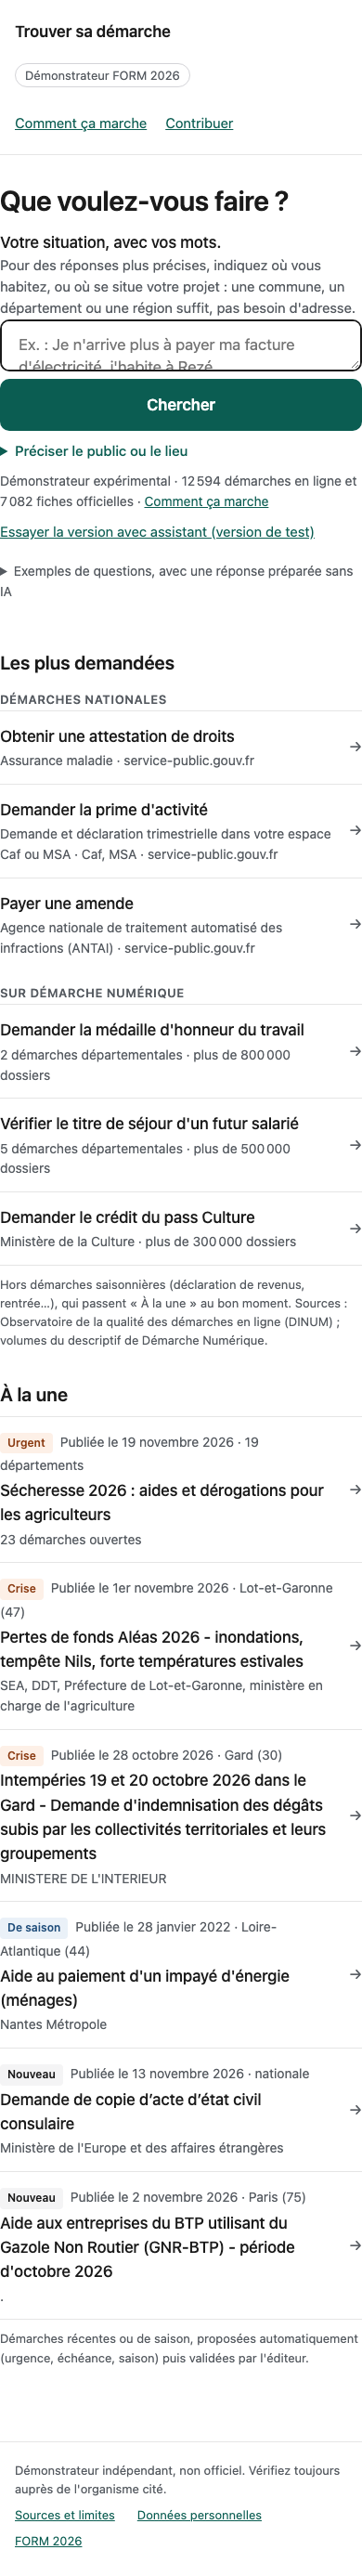 Trouver sa démarche
Démonstrateur FORM 2026
Comment ça marche Contribuer
Que voulez-vous faire ?
Votre situation, avec vos mots.
Pour des réponses plus précises, indiquez où vous
habitez, ou où se situe votre projet : une commune, un
département ou une région suffit, pas besoin d'adresse.
Ex. : Je n'arrive plus à payer ma facture
d'électricité, j'habite à Rezé
Chercher
Préciser le public ou le lieu
Démonstrateur expérimental · 12 594 démarches en ligne et
7 082 fiches officielles · Comment ça marche
Essayer la version avec assistant (version de test)
Exemples de questions, avec une réponse préparée sans
IA
Les plus demandées
DÉMARCHES NATIONALES
Obtenir une attestation de droits
Assurance maladie · service-public.gouv.fr
→
Demander la prime d'activité
Demande et déclaration trimestrielle dans votre espace
Caf ou MSA · Caf, MSA · service-public.gouv.fr
→
Payer une amende
Agence nationale de traitement automatisé des
infractions (ANTAI) · service-public.gouv.fr
→
SUR DÉMARCHE NUMÉRIQUE
Demander la médaille d'honneur du travail
2 démarches départementales · plus de 800 000
dossiers
→
Vérifier le titre de séjour d'un futur salarié
5 démarches départementales · plus de 500 000
dossiers
→
Demander le crédit du pass Culture
Ministère de la Culture · plus de 300 000 dossiers
→
Hors démarches saisonnières (déclaration de revenus,
rentrée…), qui passent « À la une » au bon moment. Sources :
Observatoire de la qualité des démarches en ligne (DINUM) ;
volumes du descriptif de Démarche Numérique.
À la une
Urgent Publiée le 19 novembre 2026 · 19
départements
Sécheresse 2026 : aides et dérogations pour
les agriculteurs
23 démarches ouvertes
→
Crise Publiée le 1er novembre 2026 · Lot-et-Garonne
(47)
Pertes de fonds Aléas 2026 - inondations,
tempête Nils, forte températures estivales
SEA, DDT, Préfecture de Lot-et-Garonne, ministère en
charge de l'agriculture
→
Crise Publiée le 28 octobre 2026 · Gard (30)
Intempéries 19 et 20 octobre 2026 dans le
Gard - Demande d'indemnisation des dégâts
subis par les collectivités territoriales et leurs
groupements
MINISTERE DE L'INTERIEUR
→
De saison Publiée le 28 janvier 2022 · Loire-
Atlantique (44)
Aide au paiement d'un impayé d'énergie
(ménages)
Nantes Métropole
→
Nouveau Publiée le 13 novembre 2026 · nationale
Demande de copie d’acte d’état civil
consulaire
Ministère de l'Europe et des affaires étrangères
→
Nouveau Publiée le 2 novembre 2026 · Paris (75)
Aide aux entreprises du BTP utilisant du
Gazole Non Routier (GNR-BTP) - période
d'octobre 2026
.
→
Démarches récentes ou de saison, proposées automatiquement
(urgence, échéance, saison) puis validées par l'éditeur.
Démonstrateur indépendant, non officiel. Vérifiez toujours
auprès de l'organisme cité.
Sources et limites Données personnelles
FORM 2026